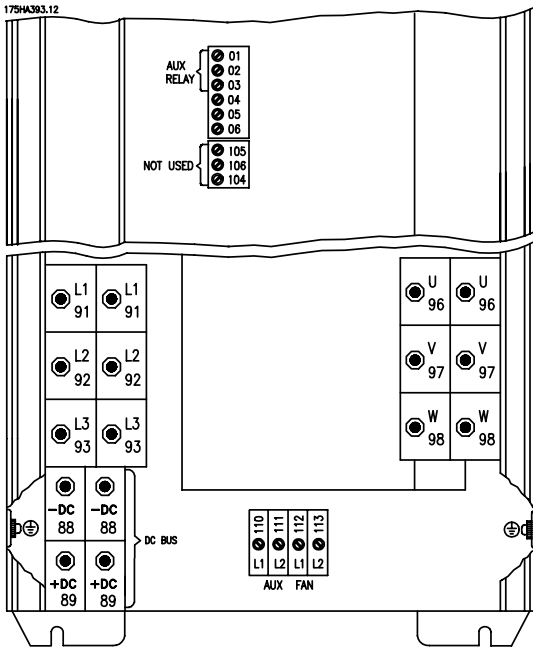 175HA393.12
AUX
RELAY
01
02
03
04
05
06
NOT USED
105
106
104
L1
91
L1
91
L2
92
L2
92
L3
93
L3
93
-DC
88
-DC
88
+DC
89
+DC
89
DC BUS
U
96
U
96
V
97
V
97
W
98
W
98
110
111
112
113
L1
L2
L1
L2
AUX FAN